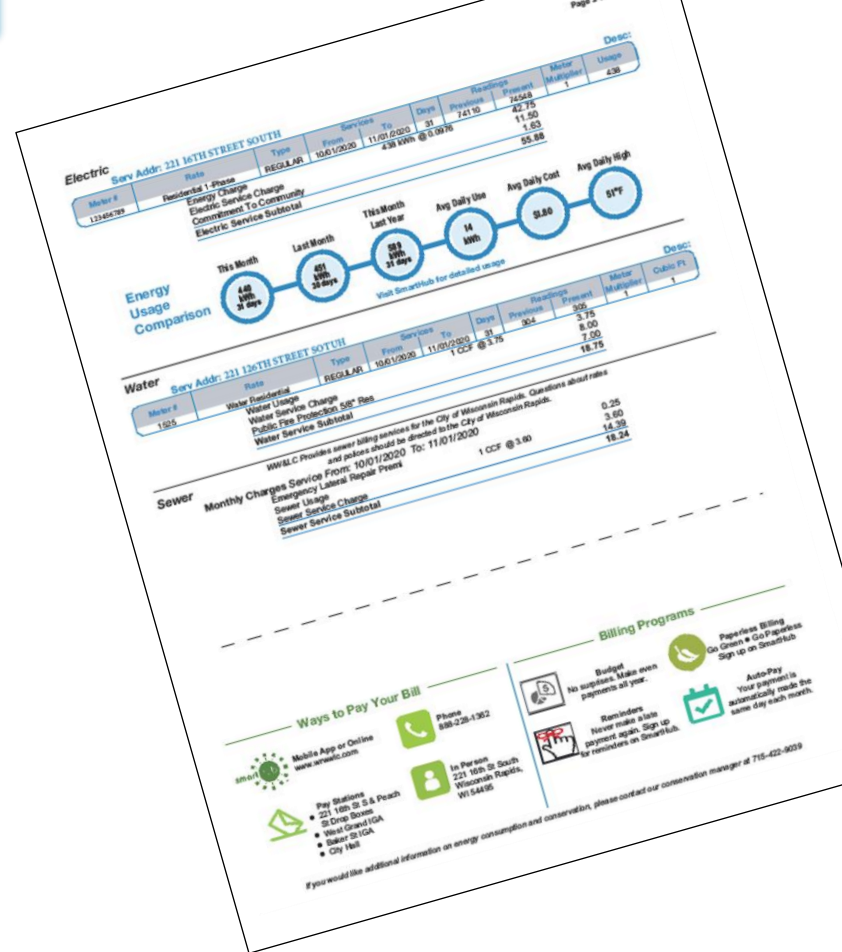 Page
Desc:
Electric Serv Addr: 221 16TH STREET SOUTH
Services Readings Meter
Meter # Rate Type From To Days Previous Present Multiplier Usage
123456789 Residential 1-Phase REGULAR 10/01/2020 11/01/2020 31 74110 74548 1 438
Energy Charge 438 kWh @ 0.0976 42.75
Electric Service Charge 11.50
Commitment To Community 1.63
Electric Service Subtotal 55.88
Energy
Usage
Comparison
This Month
448
kWh
31 days
Last Month
451
kWh
30 days
This Month
Last Year
589
kWh
31 days
Avg Daily Use
14
kWh
Avg Daily Cost
$1.80
Avg Daily High
51°F
Visit SmartHub for detailed usage
Desc:
Water Serv Addr: 221 126TH STREET SOTUH
Services Readings Meter
Meter # Rate Type From To Days Previous Present Multiplier Cubic Ft
1525 Water Residential REGULAR 10/01/2020 11/01/2020 31 304 305 1 1
Water Usage 1 CCF @ 3.75 3.75
Water Service Charge 8.00
Public Fire Protection 5/8" Res 7.00
Water Service Subtotal 18.75
WW&LC Provides sewer billing services for the City of Wisconsin Rapids. Questions about rates
and polices should be directed to the City of Wisconsin Rapids.
Sewer Monthly Charges Service From: 10/01/2020 To: 11/01/2020
Emergency Lateral Repair Premi 0.25
Sewer Usage 1 CCF @ 3.60 3.60
Sewer Service Charge 14.39
Sewer Service Subtotal 18.24
Ways to Pay Your Bill
smart
Mobile App or Online
www.wwlc.com
Phone
888-228-1362
Pay Stations
• 221 16th St S & Peach
St Drop Boxes
• West Grand IGA
• Baker St IGA
• City Hall
In Person
221 16th St South
Wisconsin Rapids,
WI 54495
Billing Programs
Budget
No surprises. Make even
payments all year.
Paperless Billing
Go Green • Go Paperless
Sign up on SmartHub
Reminders
Never make a late
payment again. Sign up
for reminders on SmartHub.
Auto-Pay
Your payment is
automatically made the
same day each month.
If you would like additional information on energy consumption and conservation, please contact our conservation manager at 715-422-9039